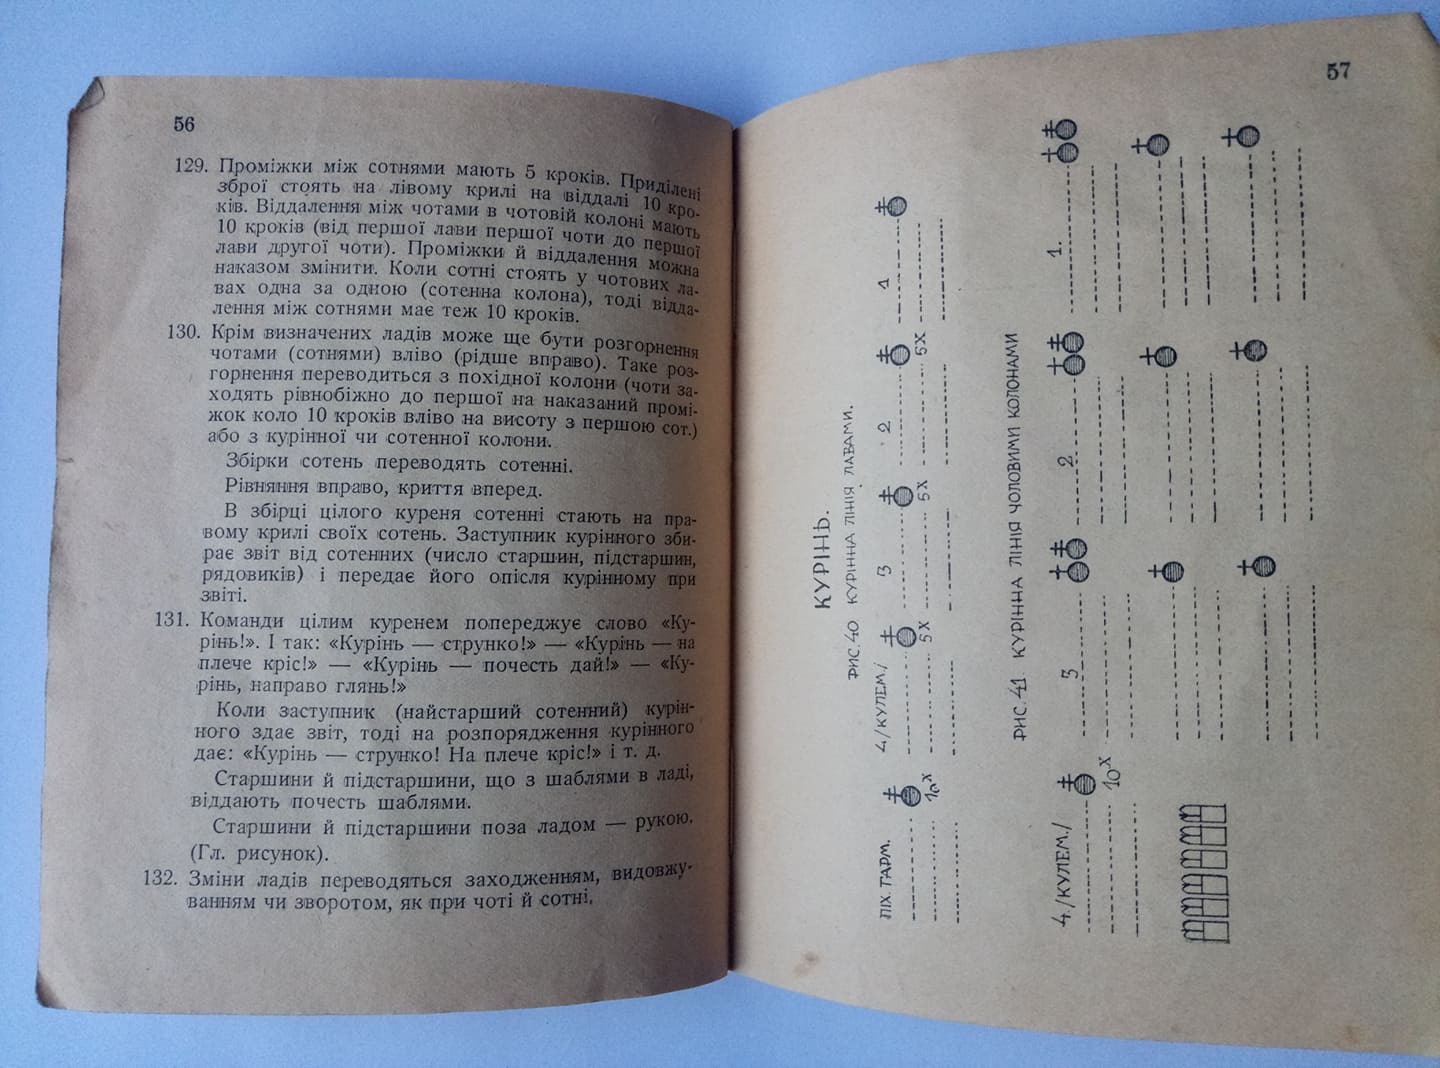 56
129. Проміжки між сотнями мають 5 кроків. Приділені
зброї стоять на лівому крилі на віддалі 10 кро-
ків. Віддалення між чотами в чотовій колоні мають
10 кроків (від першої лави першої чоти до першої
лави другої чоти). Проміжки й віддалення можна
наказом змінити. Коли сотні стоять у чотових ла-
вах одна за одною (сотенна колона), тоді відда-
лення між сотнями має теж 10 кроків.
130. Крім визначених ладів може ще бути розгорнення
чотами (сотнями) вліво (рідше вправо). Таке роз-
горнення переводиться з похідної колони (чоти за-
ходять рівнобіжно до першої на наказаний промі-
жок коло 10 кроків вліво на висоту з першою сот.)
або з курінної чи сотенної колони.
Збірки сотень переводять сотенні.
Рівняння вправо, криття вперед.
В збірці цілого куреня сотенні стають на пра-
вому крилі своїх сотень. Заступник курінного зби-
рає звіт від сотенних (число старшин, підстаршин,
рядовиків) і передає його опісля курінному при
звіті.
131. Команди цілим куренем попереджує слово «Ку-
рінь!». І так: «Курінь — струнко!» — «Курінь — на
плече кріс!» — «Курінь — почесть дай!» — «Ку-
рінь, направо глянь!»
Коли заступник (найстарший сотенний) курін-
ного здає звіт, тоді на розпорядження курінного
дає: «Курінь — струнко! На плече кріс!» і т. д.
Старшини й підстаршини, що з шаблями в ладі,
віддають почесть шаблями.
Старшини й підстаршини поза ладом — рукою.
(Гл. рисунок).
132. Зміни ладів переводяться заходженням, видовжу-
ванням чи зворотом, як при чоті й сотні.
57
КУРІНЬ.
РИС. 40 КУРІННА ЛІНІЯ ЛАВАМИ.
ПІХ. ГАРМ. 4/КУЛЕМ./ 3 2 1
10х 5х 5х 5х
РИС. 41 КУРІННА ЛІНІЯ ЧОЛОВИМИ КОЛОНАМИ
4./КУЛЕМ./ 3 2 1.
10х